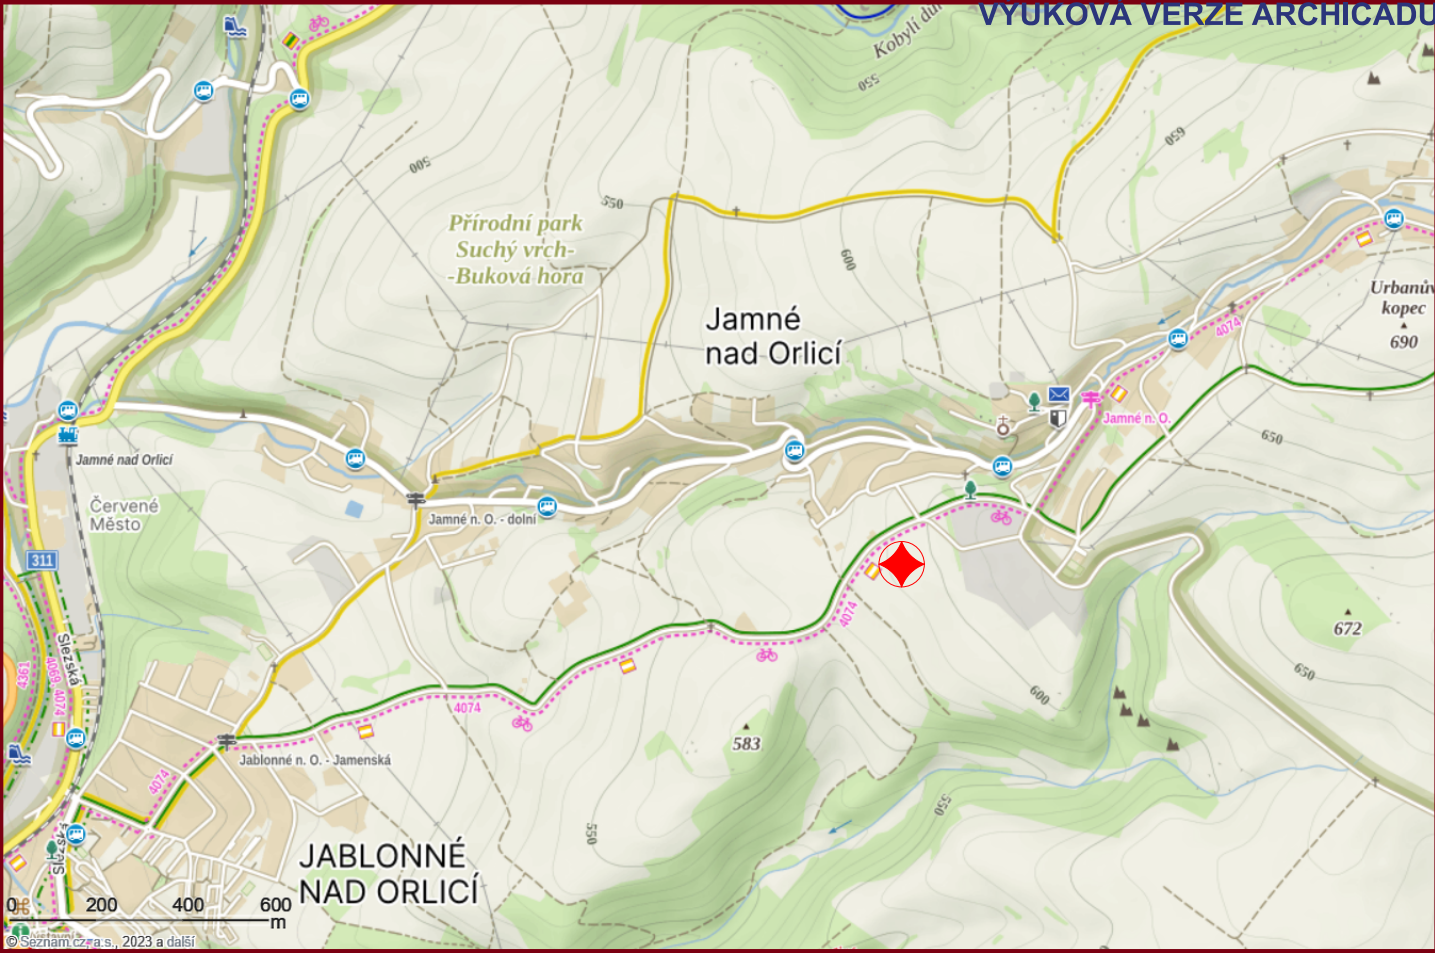 VÝUKOVÁ VERZE ARCHICADU
Kobylí důl
550
650
500
550
Přírodní park
Suchý vrch-
-Buková hora
600
Urbanův
kopec
690
Jamné
nad Orlicí
4074
Jamné n. O.
650
Jamné nad Orlicí
Červené
Město
Jamné n. O. - dolní
311
4074
672
Slezská
4361
4069, 4074
650
600
4074
583
Jablonné n. O. - Jamenská
4074
550
550
Slezská
JABLONNÉ
NAD ORLICÍ
0 200 400 600
m
© Seznam.cz, a.s., 2023 a další